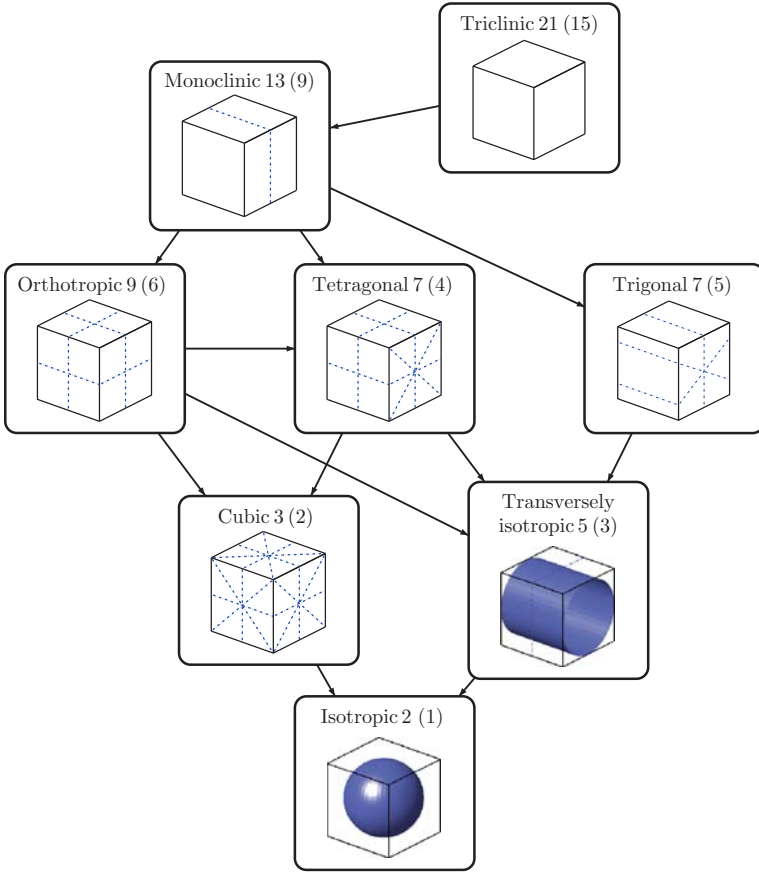 Triclinic 21 (15)
Monoclinic 13 (9)
Orthotropic 9 (6)
Tetragonal 7 (4)
Trigonal 7 (5)
Cubic 3 (2)
Transversely
isotropic 5 (3)
Isotropic 2 (1)